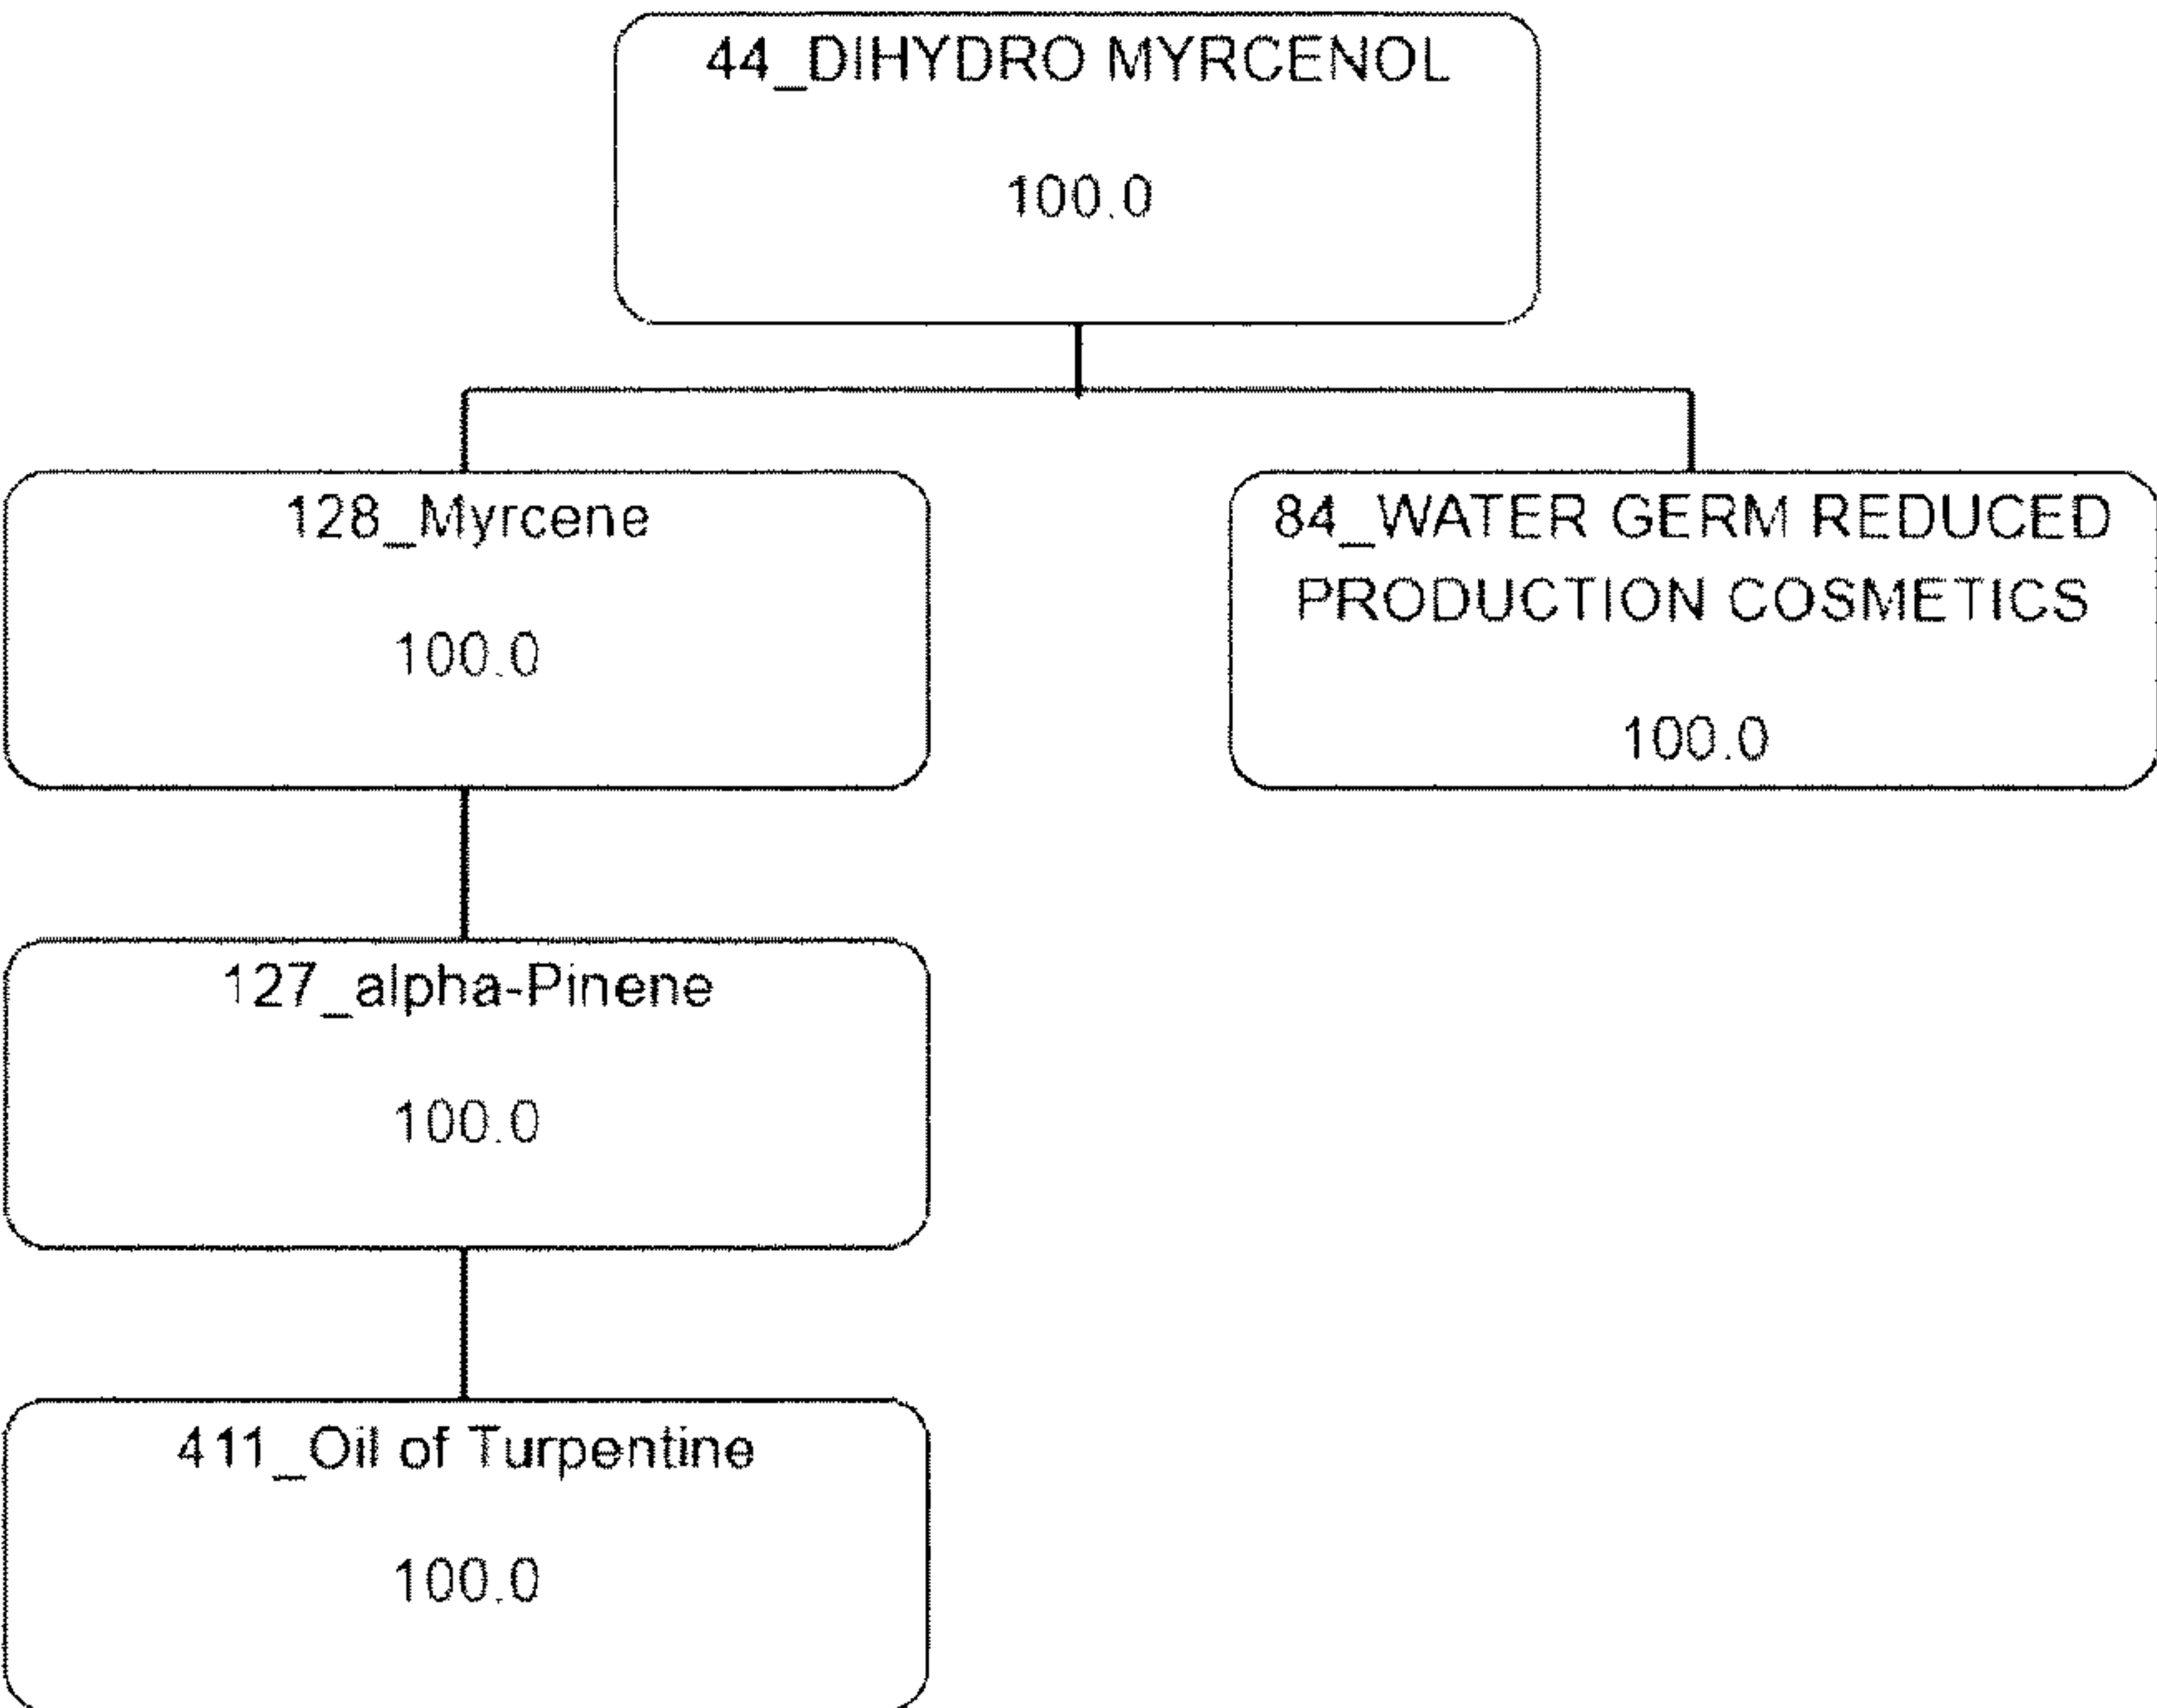 44_DIHYDRO MYRCENOL
100.0
128_Myrcene
100.0
84_WATER GERM REDUCED
PRODUCTION COSMETICS
100.0
127_alpha-Pinene
100.0
411_Oil of Turpentine
100.0